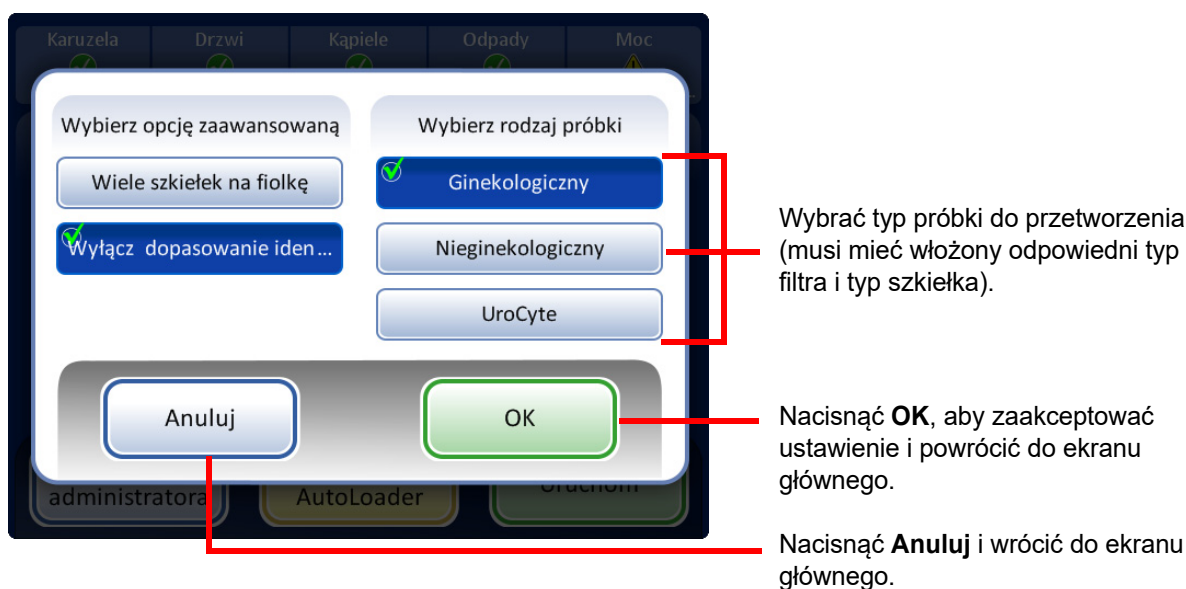 Karuzela Drzwi Kąpiele Odpady Moc
Wybierz opcję zaawansowaną
Wybierz rodzaj próbki
Wiele szkiełek na fiolkę
Ginekologiczny
Wyłącz dopasowanie iden...
Nieginekologiczny
UroCyte
Wybrać typ próbki do przetworzenia
(musi mieć włożony odpowiedni typ
filtra i typ szkiełka).
Anuluj
OK
Nacisnąć OK, aby zaakceptować
ustawienie i powrócić do ekranu
głównego.
administratora AutoLoader Uruchom
Nacisnąć Anuluj i wrócić do ekranu
głównego.